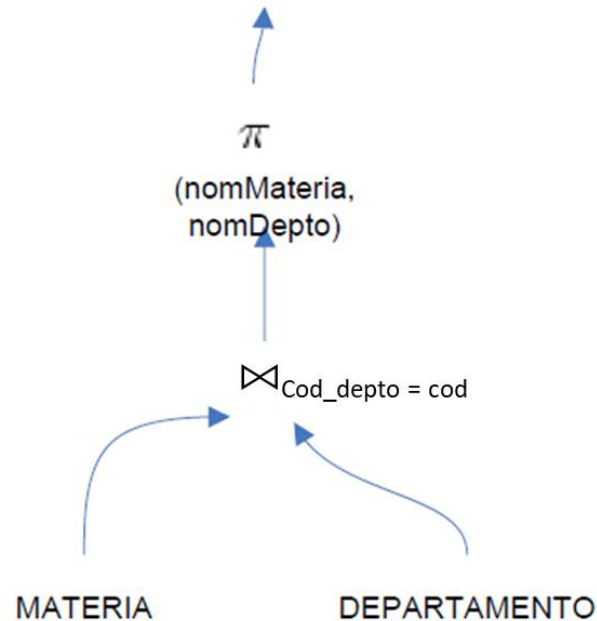 π
(nomMateria,
nomDepto)
⋈Cod_depto = cod
MATERIA
DEPARTAMENTO